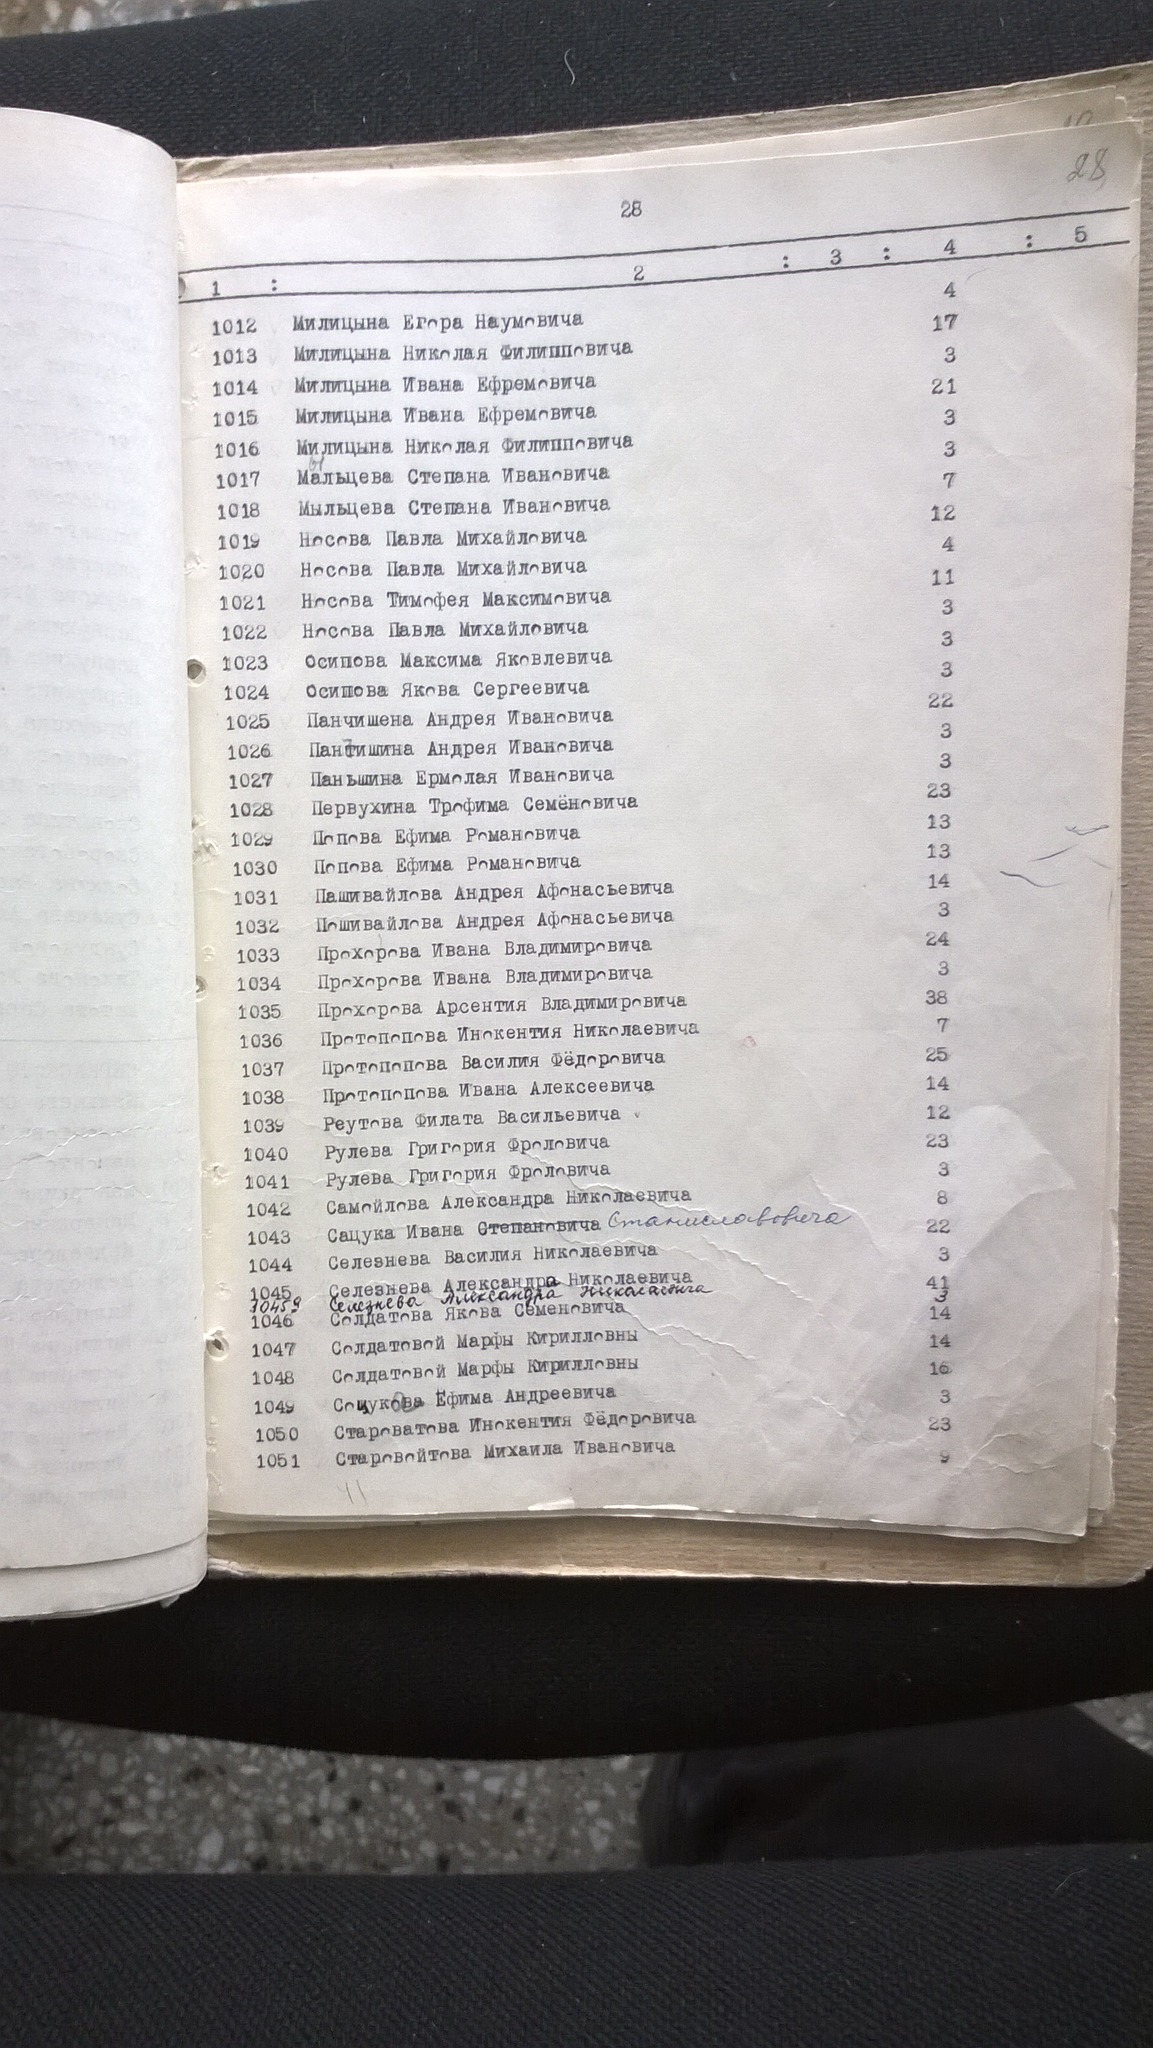 28
28
1 : 2 : 3 : 4 : 5
1012 Милицына Егора Наумовича 4
1013 Милицына Николая Филипповича 17
1014 Милицына Ивана Ефремовича 3
1015 Милицына Ивана Ефремовича 21
1016 Милицына Николая Филипповича 3
ы
1017 Мальцева Степана Ивановича 3
1018 Мыльцева Степана Ивановича 7
1019 Носова Павла Михайловича 12
1020 Носова Павла Михайловича 4
1021 Носова Тимофея Максимовича 11
1022 Носова Павла Михайловича 3
1023 Осипова Максима Яковлевича 3
1024 Осипова Якова Сергеевича 3
1025 Панчишена Андрея Ивановича 22
1026 Пантишина Андрея Ивановича 3
1027 Паньшина Ермолая Ивановича 3
1028 Первухина Трофима Семёновича 23
1029 Попова Ефима Романовича 13
1030 Попова Ефима Романовича 13
1031 Пашивайлова Андрея Афонасьевича 14
1032 Пошивайлова Андрея Афонасьевича 3
1033 Прохорова Ивана Владимировича 24
1034 Прохорова Ивана Владимировича 3
1035 Прохорова Арсентия Владимировича 38
1036 Протопопова Инокентия Николаевича 7
1037 Протопопова Василия Фёдоровича 25
1038 Протопопова Ивана Алексеевича 14
1039 Реутова Филата Васильевича 12
1040 Рулева Григория Фроловича 23
1041 Рулева Григория Фроловича 3
1042 Самойлова Александра Николаевича 8
1043 Сацука Ивана Степановича Станиславовича 22
1044 Селезнева Василия Николаевича 3
1045 Селезнева Александра Николаевича 41
1045а Селезнева Александра Николаевича 3
1046 Солдатова Якова Семеновича 14
1047 Солдатовой Марфы Кирилловны 14
1048 Солдатовой Марфы Кирилловны 16
1049 Сощукова Ефима Андреевича 3
1050 Староватова Инокентия Фёдоровича 23
1051 Старовойтова Михаила Ивановича 9
41